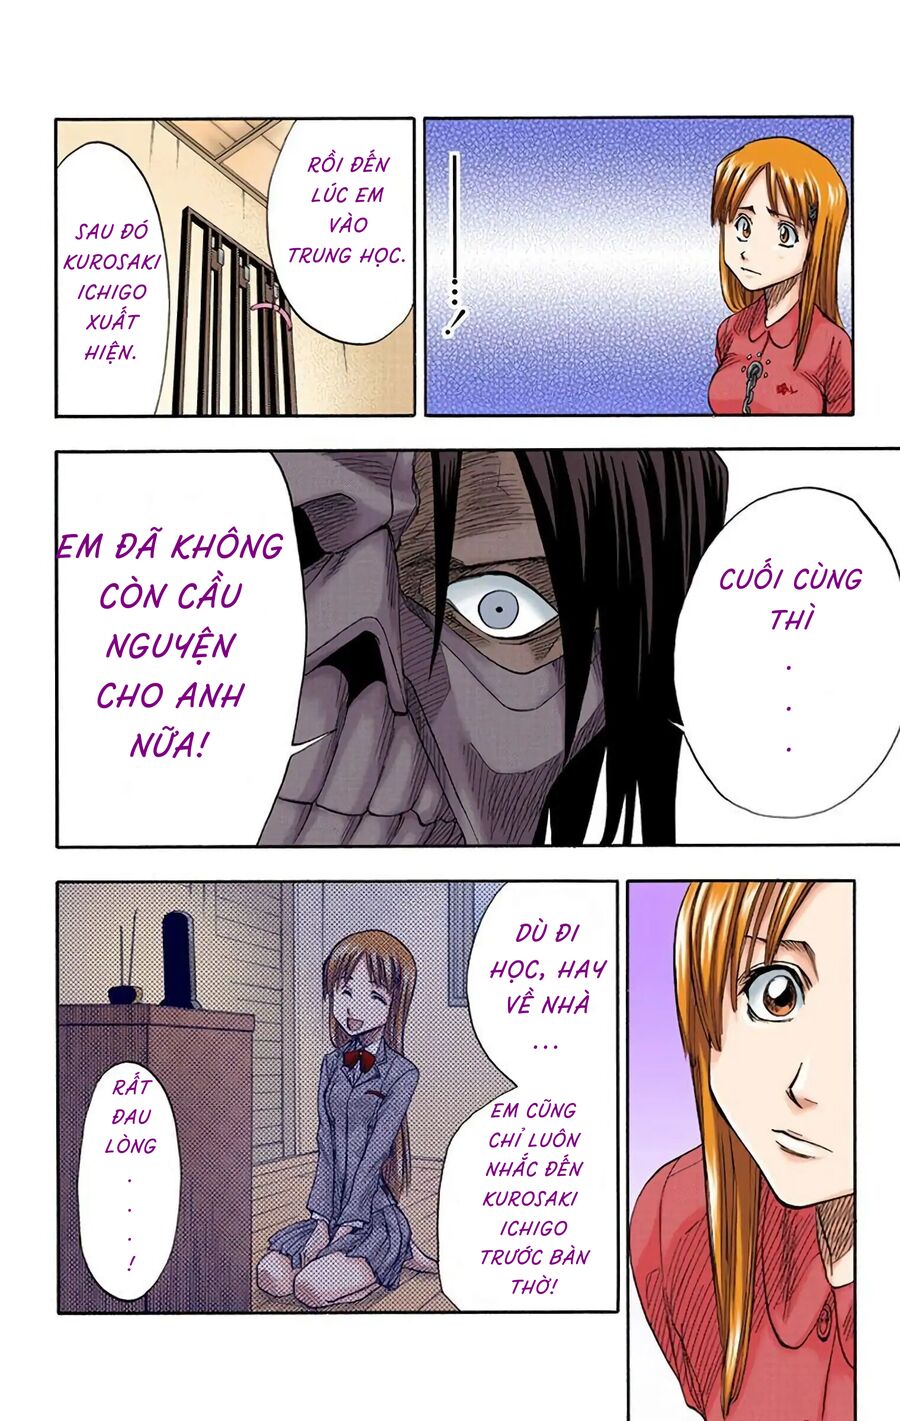 ......!
RỒI ĐẾN
LÚC EM
VÀO
TRUNG HỌC.
SAU ĐÓ
KUROSAKI
ICHIGO
XUẤT
HIỆN.
CUỐI CÙNG
THÌ
.
.
.
EM ĐÃ KHÔNG
CÒN CẦU
NGUYỆN
CHO ANH
NỮA!
DÙ ĐI
HỌC, HAY
VỀ NHÀ
...
EM CŨNG
CHỈ LUÔN
NHẮC ĐẾN
KUROSAKI
ICHIGO
TRƯỚC BÀN
THỜ!
RẤT
ĐAU
LÒNG
.
.
.
!